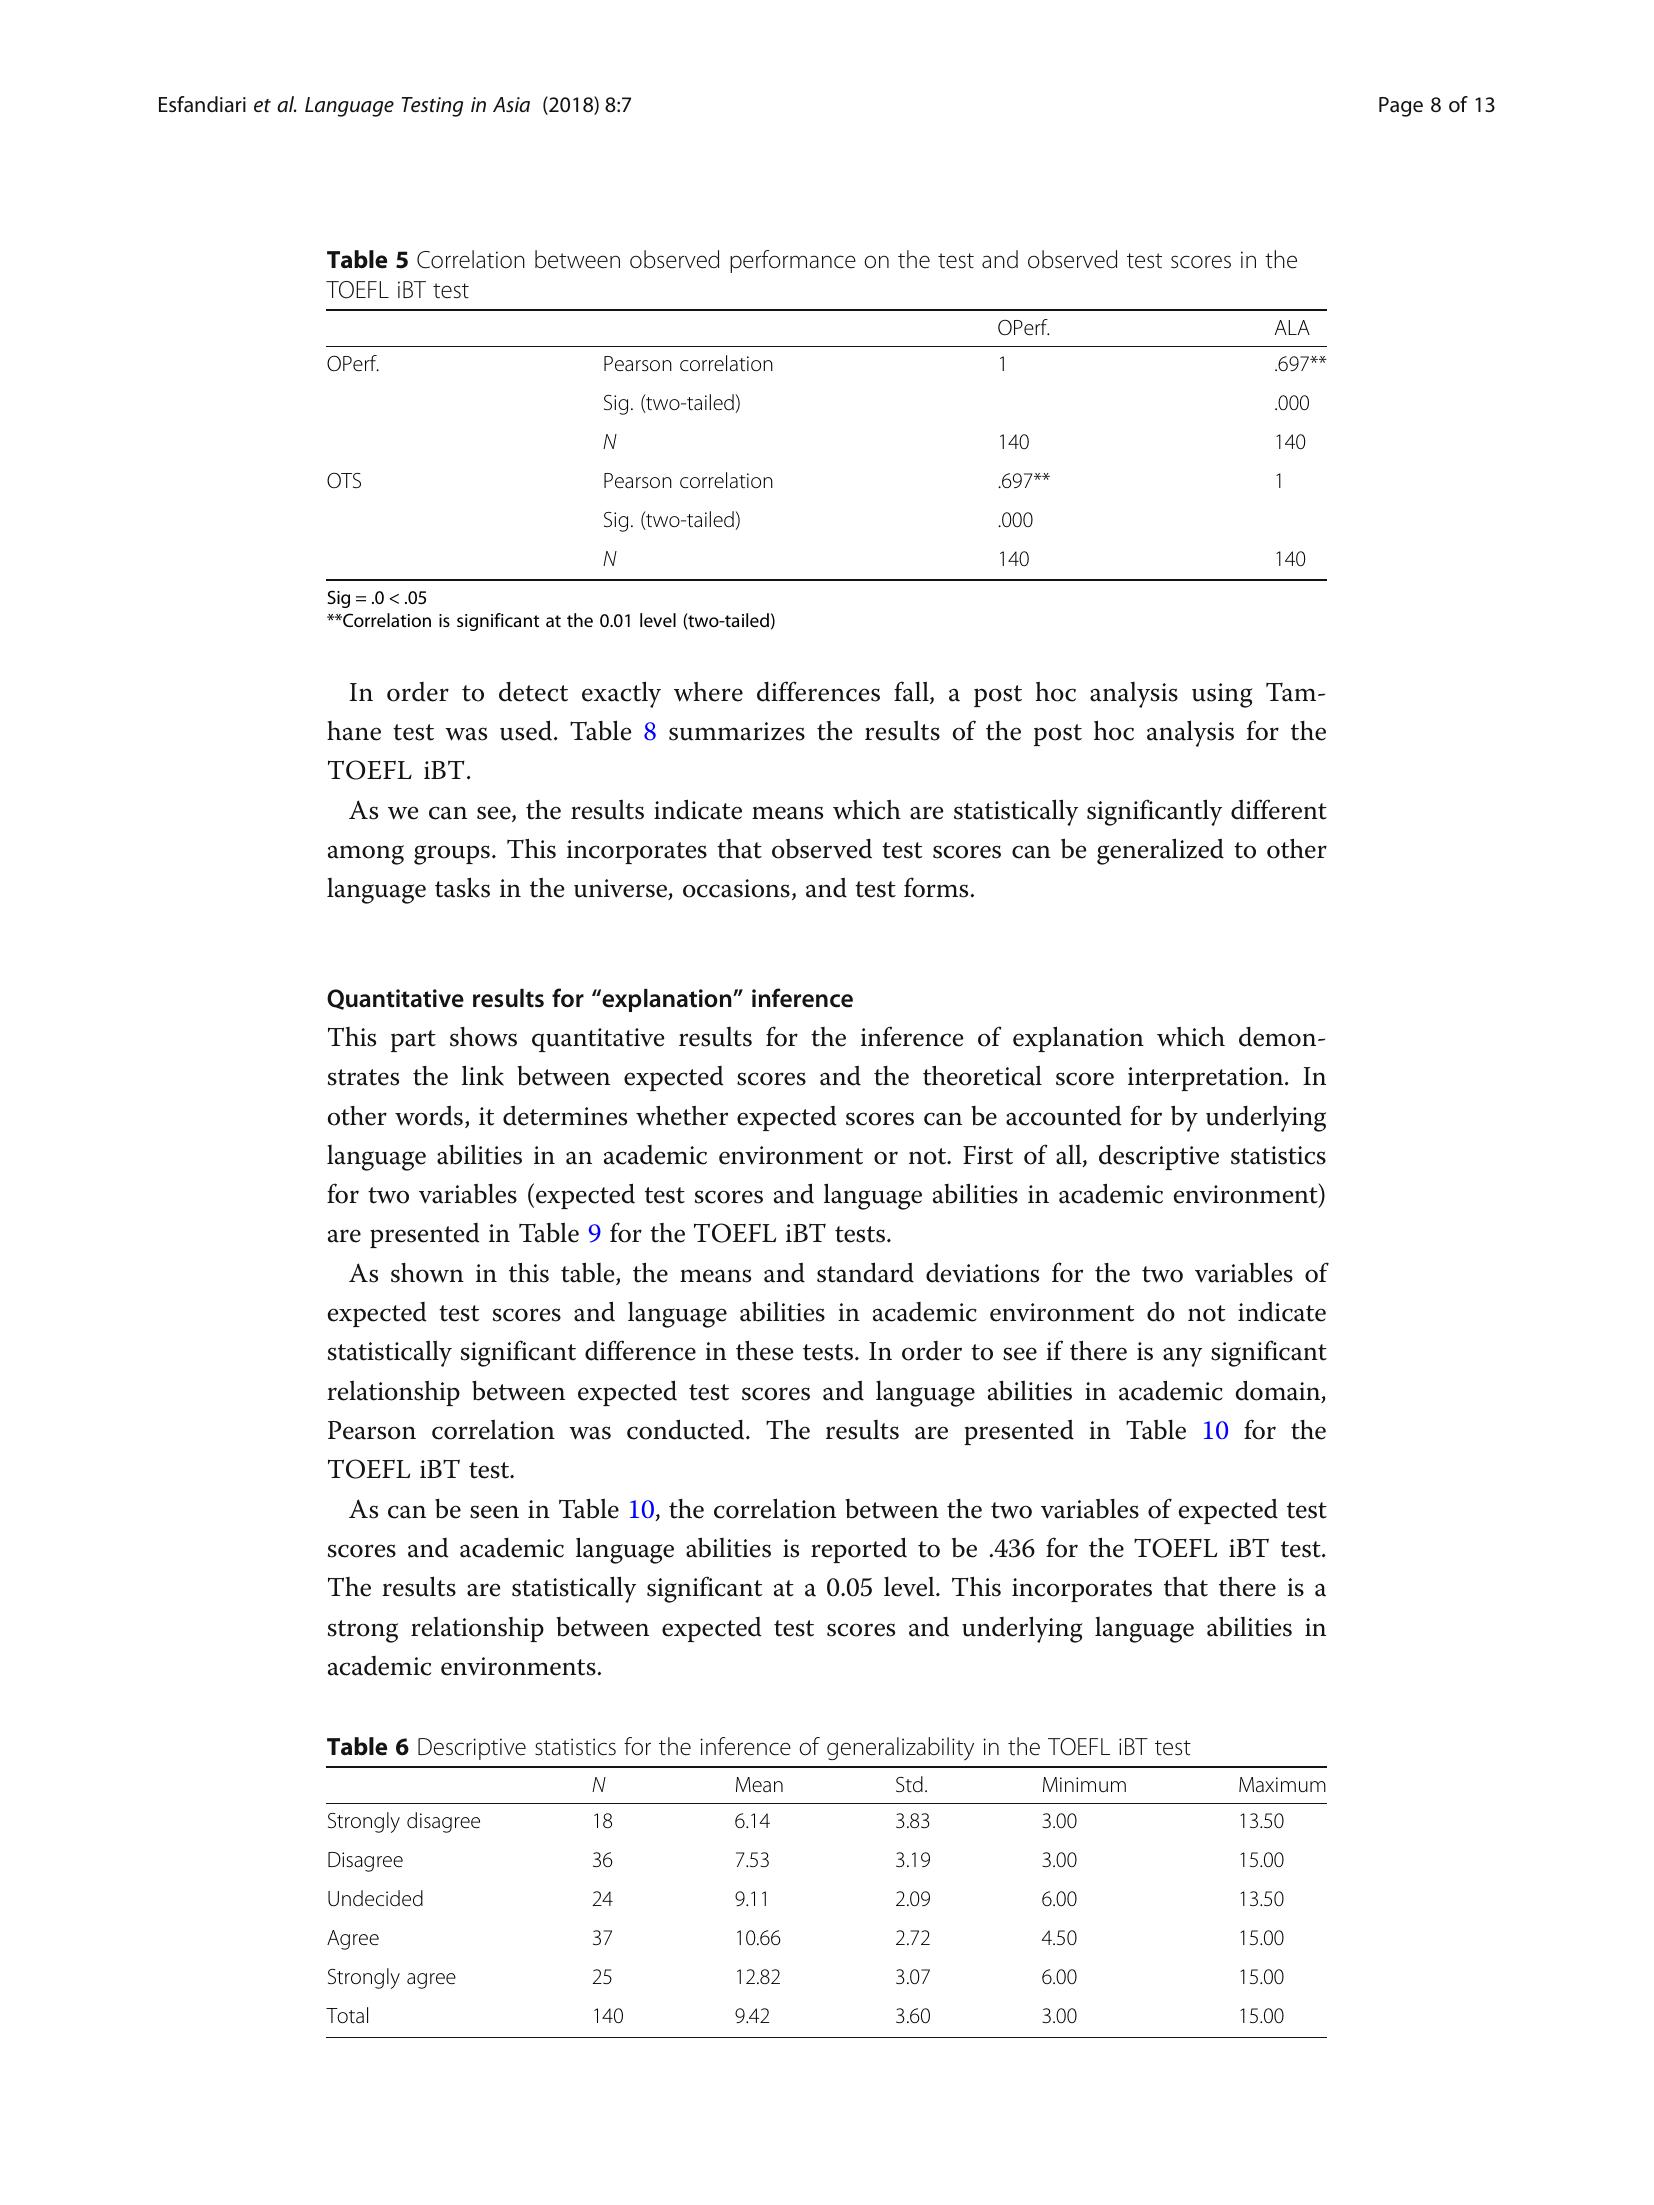 Esfandiari et al. Language Testing in Asia (2018) 8:7 Page 8 of 13
Table 5 Correlation between observed performance on the test and observed test scores in the
TOEFL iBT test
OPerf. ALA
OPerf. Pearson correlation 1 .697**
Sig. (two-tailed) .000
N 140 140
OTS Pearson correlation .697** 1
Sig. (two-tailed) .000
N 140 140
Sig = .0 < .05
**Correlation is significant at the 0.01 level (two-tailed)
In order to detect exactly where differences fall, a post hoc analysis using Tam-
hane test was used. Table 8 summarizes the results of the post hoc analysis for the
TOEFL iBT.
As we can see, the results indicate means which are statistically significantly different
among groups. This incorporates that observed test scores can be generalized to other
language tasks in the universe, occasions, and test forms.
Quantitative results for “explanation” inference
This part shows quantitative results for the inference of explanation which demon-
strates the link between expected scores and the theoretical score interpretation. In
other words, it determines whether expected scores can be accounted for by underlying
language abilities in an academic environment or not. First of all, descriptive statistics
for two variables (expected test scores and language abilities in academic environment)
are presented in Table 9 for the TOEFL iBT tests.
As shown in this table, the means and standard deviations for the two variables of
expected test scores and language abilities in academic environment do not indicate
statistically significant difference in these tests. In order to see if there is any significant
relationship between expected test scores and language abilities in academic domain,
Pearson correlation was conducted. The results are presented in Table 10 for the
TOEFL iBT test.
As can be seen in Table 10, the correlation between the two variables of expected test
scores and academic language abilities is reported to be .436 for the TOEFL iBT test.
The results are statistically significant at a 0.05 level. This incorporates that there is a
strong relationship between expected test scores and underlying language abilities in
academic environments.
Table 6 Descriptive statistics for the inference of generalizability in the TOEFL iBT test
N Mean Std. Minimum Maximum
Strongly disagree 18 6.14 3.83 3.00 13.50
Disagree 36 7.53 3.19 3.00 15.00
Undecided 24 9.11 2.09 6.00 13.50
Agree 37 10.66 2.72 4.50 15.00
Strongly agree 25 12.82 3.07 6.00 15.00
Total 140 9.42 3.60 3.00 15.00